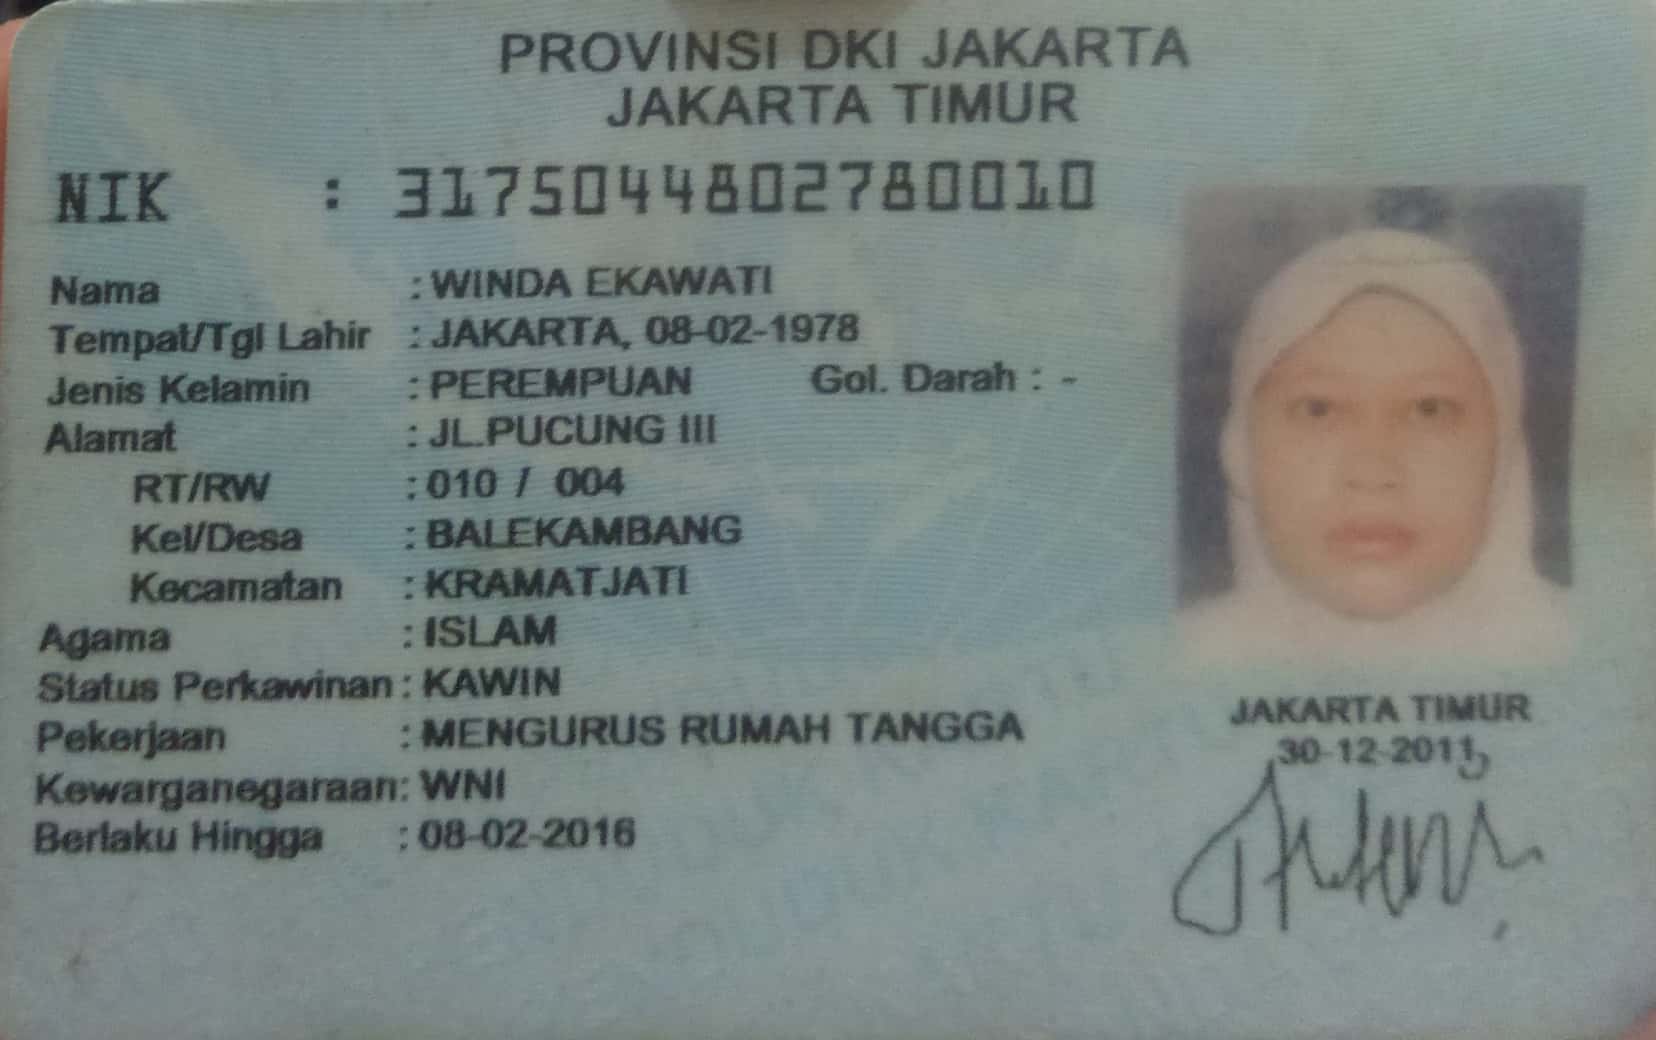 PROVINSI DKI JAKARTA
JAKARTA TIMUR
NIK : 3175044802780010
Nama : WINDA EKAWATI
Tempat/Tgl Lahir : JAKARTA, 08-02-1978
Jenis Kelamin : PEREMPUAN Gol. Darah : -
Alamat : JL.PUCUNG III
RT/RW : 010 / 004
Kel/Desa : BALEKAMBANG
Kecamatan : KRAMATJATI
Agama : ISLAM
Status Perkawinan : KAWIN
Pekerjaan : MENGURUS RUMAH TANGGA
Kewarganegaraan: WNI
Berlaku Hingga : 08-02-2016
JAKARTA TIMUR
30-12-2011